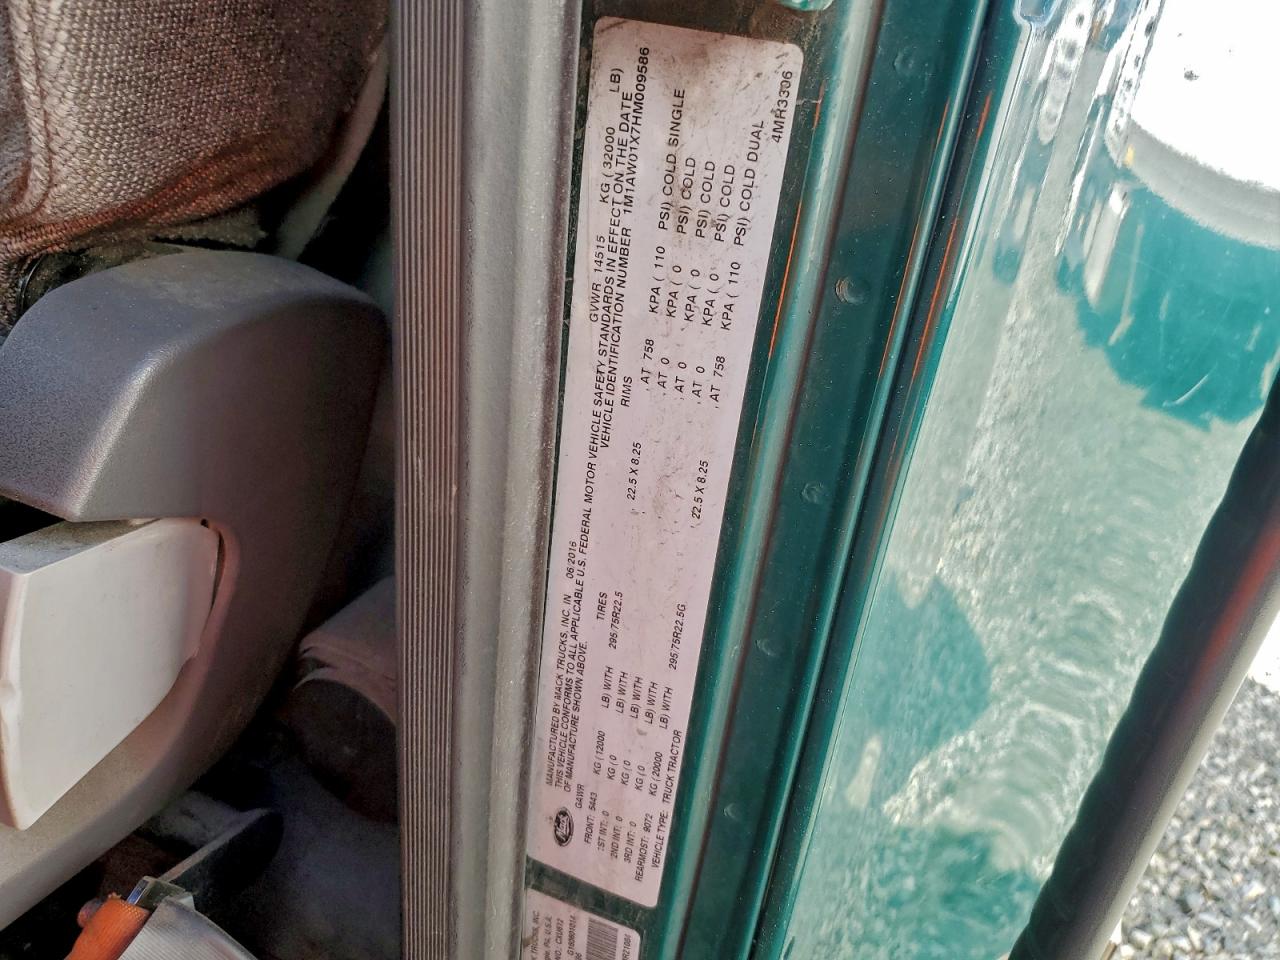 MANUFACTURED BY MACK TRUCKS, INC. IN 06 2016 GVWR 14515 KG ( 32000 LB)
THIS VEHICLE CONFORMS TO ALL APPLICABLE U.S. FEDERAL MOTOR VEHICLE SAFETY STANDARDS IN EFFECT ON THE DATE
OF MANUFACTURE SHOWN ABOVE. VEHICLE IDENTIFICATION NUMBER 1M1AW01X7HM009586
Mack GAWR TIRES RIMS
FRONT: 5443 KG (12000 LB) WITH 295/75R22.5 22.5 X 8.25 , AT 758 KPA ( 110 PSI) COLD SINGLE
1ST INT: 0 KG (0 LB) WITH , AT 0 KPA ( 0 PSI) COLD
2ND INT: 0 KG (0 LB) WITH , AT 0 KPA ( 0 PSI) COLD
3RD INT: 0 KG (0 LB) WITH , AT 0 KPA ( 0 PSI) COLD
REARMOST: 9072 KG (20000 LB) WITH 295/75R22.5G 22.5 X 8.25 , AT 758 KPA ( 110 PSI) COLD DUAL
VEHICLE TYPE: TRUCK TRACTOR 4MR3306
TRUCKS, INC.
U.S.A.
NO. CXU612